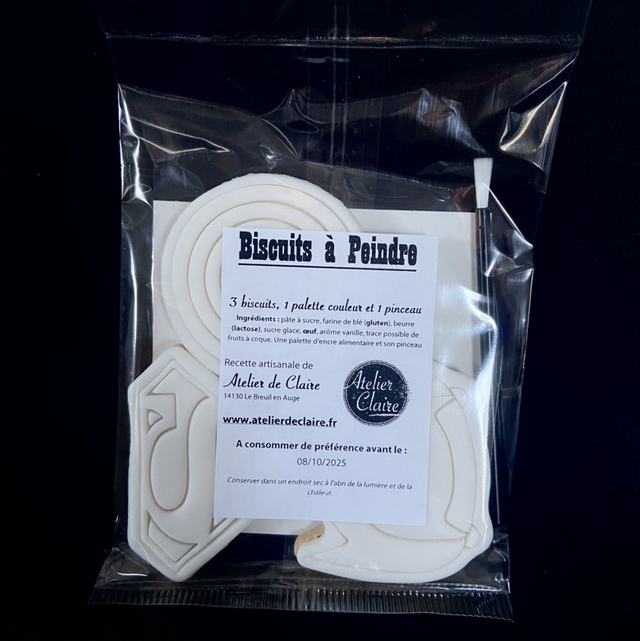 Biscuits à Peindre
3 biscuits, 1 palette couleur et 1 pinceau
Ingrédients : pâte à sucre, farine de blé (gluten), beurre
(lactose), sucre glace, œuf, arôme vanille, trace possible de
fruits à coque. Une palette d'encre alimentaire et son pinceau
Recette artisanale de
Atelier de Claire
14130 Le Breuil en Auge
Atelier
Claire
www.atelierdeclaire.fr
A consommer de préférence avant le :
08/10/2025
Conserver dans un endroit sec à l'abri de la lumière et de la
chaleur.